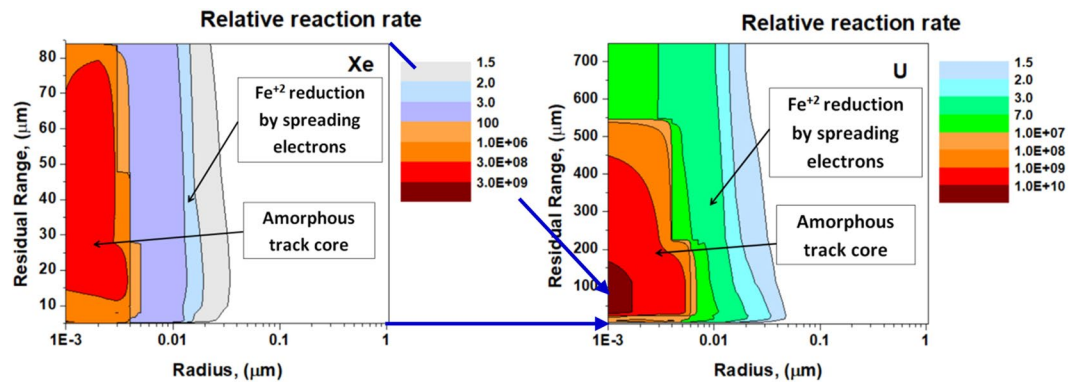 Relative reaction rate
Xe
Fe+2 reduction
by spreading
electrons
Amorphous
track core
80
70
60
50
40
30
20
10
Residual Range, (μm)
1E-3
0.01
0.1
1
Radius, (μm)
1.5
2.0
3.0
100
1.0E+06
3.0E+08
3.0E+09
Relative reaction rate
U
Fe+2 reduction
by spreading
electrons
Amorphous
track core
700
600
500
400
300
200
100
Residual Range, (μm)
1E-3
0.01
0.1
1
Radius, (μm)
1.5
2.0
3.0
7.0
1.0E+07
1.0E+08
1.0E+09
1.0E+10